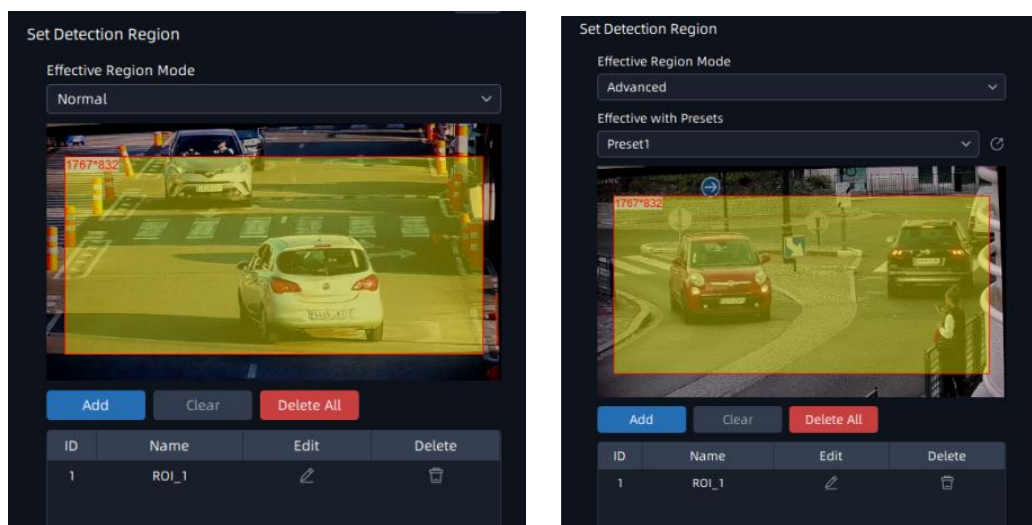 Set Detection Region
Effective Region Mode
Normal
1767*832
Add Clear Delete All
ID Name Edit Delete
1 ROI_1
Set Detection Region
Effective Region Mode
Advanced
Effective with Presets
Preset1
1767*832
Add Clear Delete All
ID Name Edit Delete
1 ROI_1